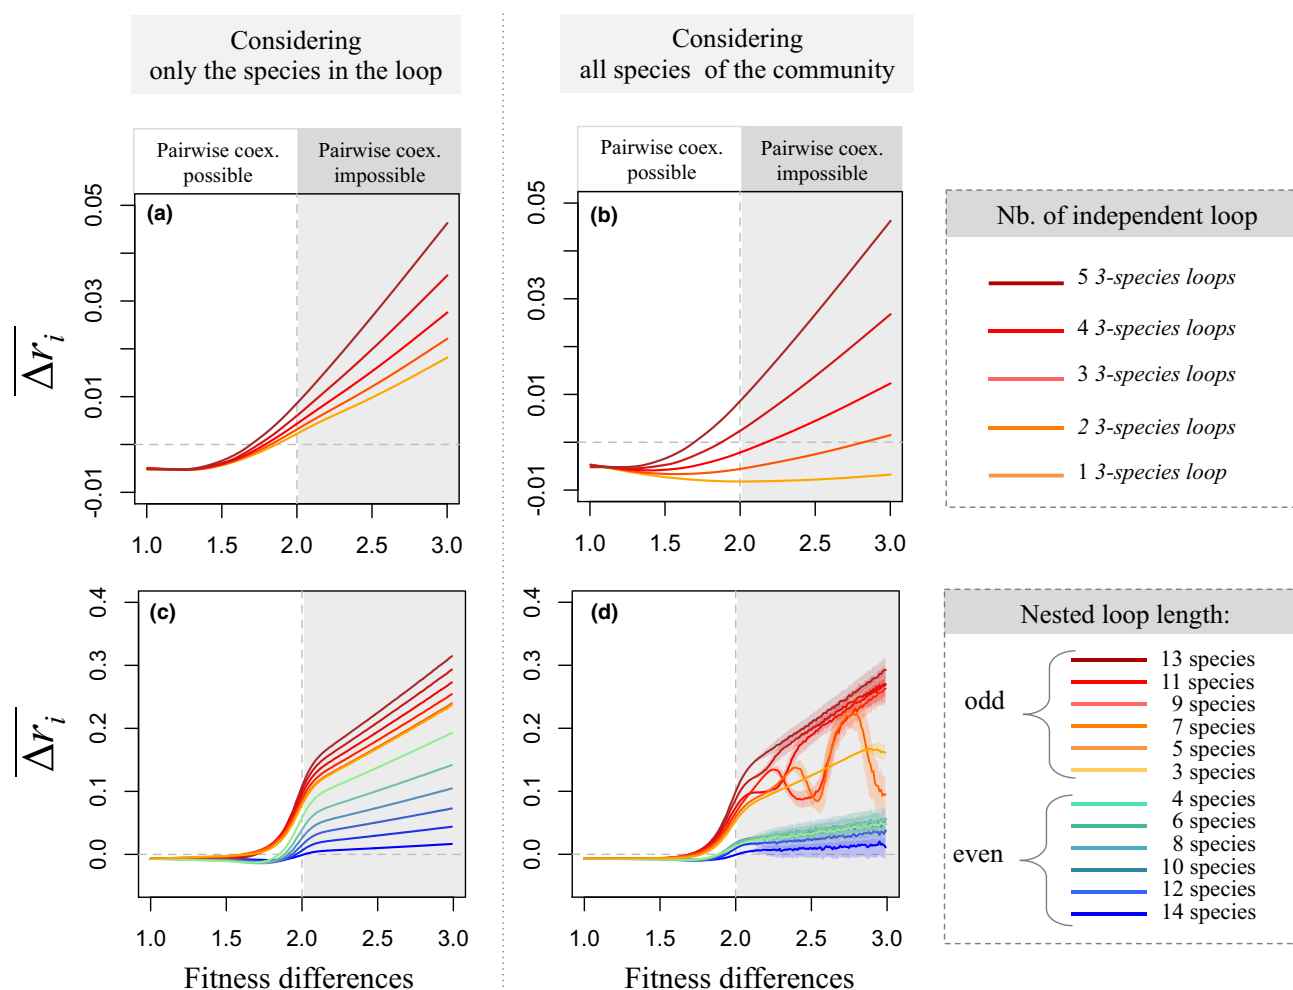 Considering
only the species in the loop
Considering
all species of the community
Pairwise coex.
possible
Pairwise coex.
impossible
Pairwise coex.
possible
Pairwise coex.
impossible
(a)
0.05
0.03
0.01
-0.01
1.0 1.5 2.0 2.5 3.0
Δr_i
(b)
0.05
0.03
0.01
-0.01
1.0 1.5 2.0 2.5 3.0
Nb. of independent loop
5 3-species loops
4 3-species loops
3 3-species loops
2 3-species loops
1 3-species loop
(c)
0.4
0.3
0.2
0.1
0.0
1.0 1.5 2.0 2.5 3.0
Δr_i
Fitness differences
(d)
0.4
0.3
0.2
0.1
0.0
1.0 1.5 2.0 2.5 3.0
Fitness differences
Nested loop length:
odd
13 species
11 species
9 species
7 species
5 species
3 species
even
4 species
6 species
8 species
10 species
12 species
14 species